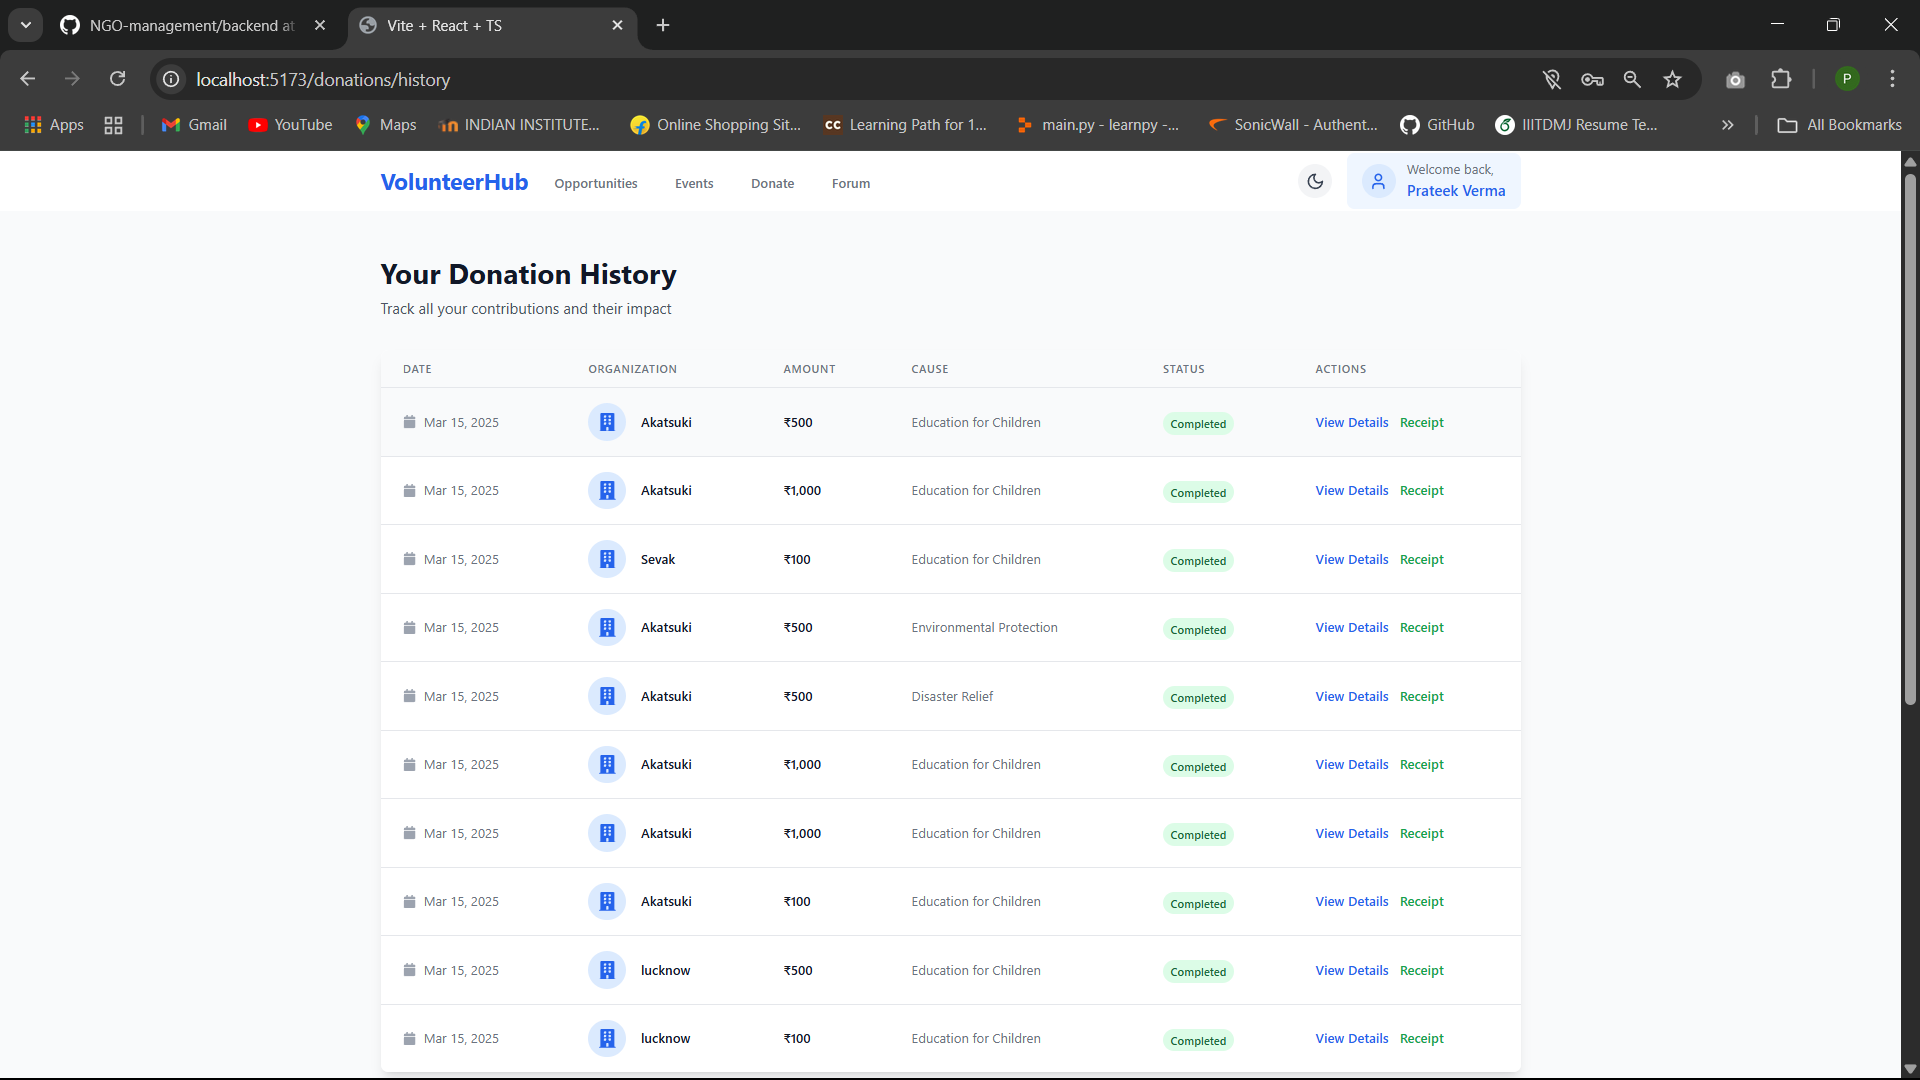 NGO-management/backend at
Vite + React + TS
localhost:5173/donations/history
P
Apps
Gmail
YouTube
Maps
INDIAN INSTITUTE...
Online Shopping Sit...
CC Learning Path for 1...
main.py - learnpy -...
SonicWall - Authent...
GitHub
IIITDMJ Resume Te...
All Bookmarks
VolunteerHub
Opportunities
Events
Donate
Forum
Welcome back,
Prateek Verma
Your Donation History
Track all your contributions and their impact
DATE ORGANIZATION AMOUNT CAUSE STATUS ACTIONS
Mar 15, 2025 Akatsuki ₹500 Education for Children Completed View Details Receipt
Mar 15, 2025 Akatsuki ₹1,000 Education for Children Completed View Details Receipt
Mar 15, 2025 Sevak ₹100 Education for Children Completed View Details Receipt
Mar 15, 2025 Akatsuki ₹500 Environmental Protection Completed View Details Receipt
Mar 15, 2025 Akatsuki ₹500 Disaster Relief Completed View Details Receipt
Mar 15, 2025 Akatsuki ₹1,000 Education for Children Completed View Details Receipt
Mar 15, 2025 Akatsuki ₹1,000 Education for Children Completed View Details Receipt
Mar 15, 2025 Akatsuki ₹100 Education for Children Completed View Details Receipt
Mar 15, 2025 lucknow ₹500 Education for Children Completed View Details Receipt
Mar 15, 2025 lucknow ₹100 Education for Children Completed View Details Receipt